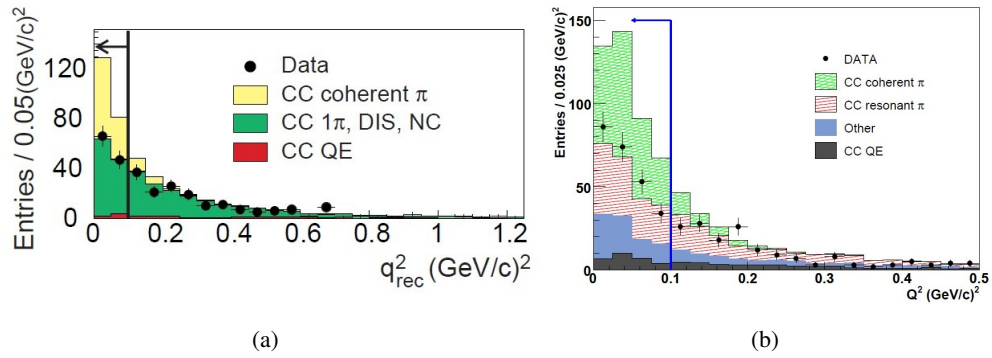 Entries / 0.05(GeV/c)²
120
80
40
0
Data
CC coherent π
CC 1π, DIS, NC
CC QE
0 0.2 0.4 0.6 0.8 1 1.2
q²rec (GeV/c)²
(a)
Entries / 0.025 (GeV/c)²
150
100
50
0
DATA
CC coherent π
CC resonant π
Other
CC QE
0 0.1 0.2 0.3 0.4 0.5
Q² (GeV/c)²
(b)